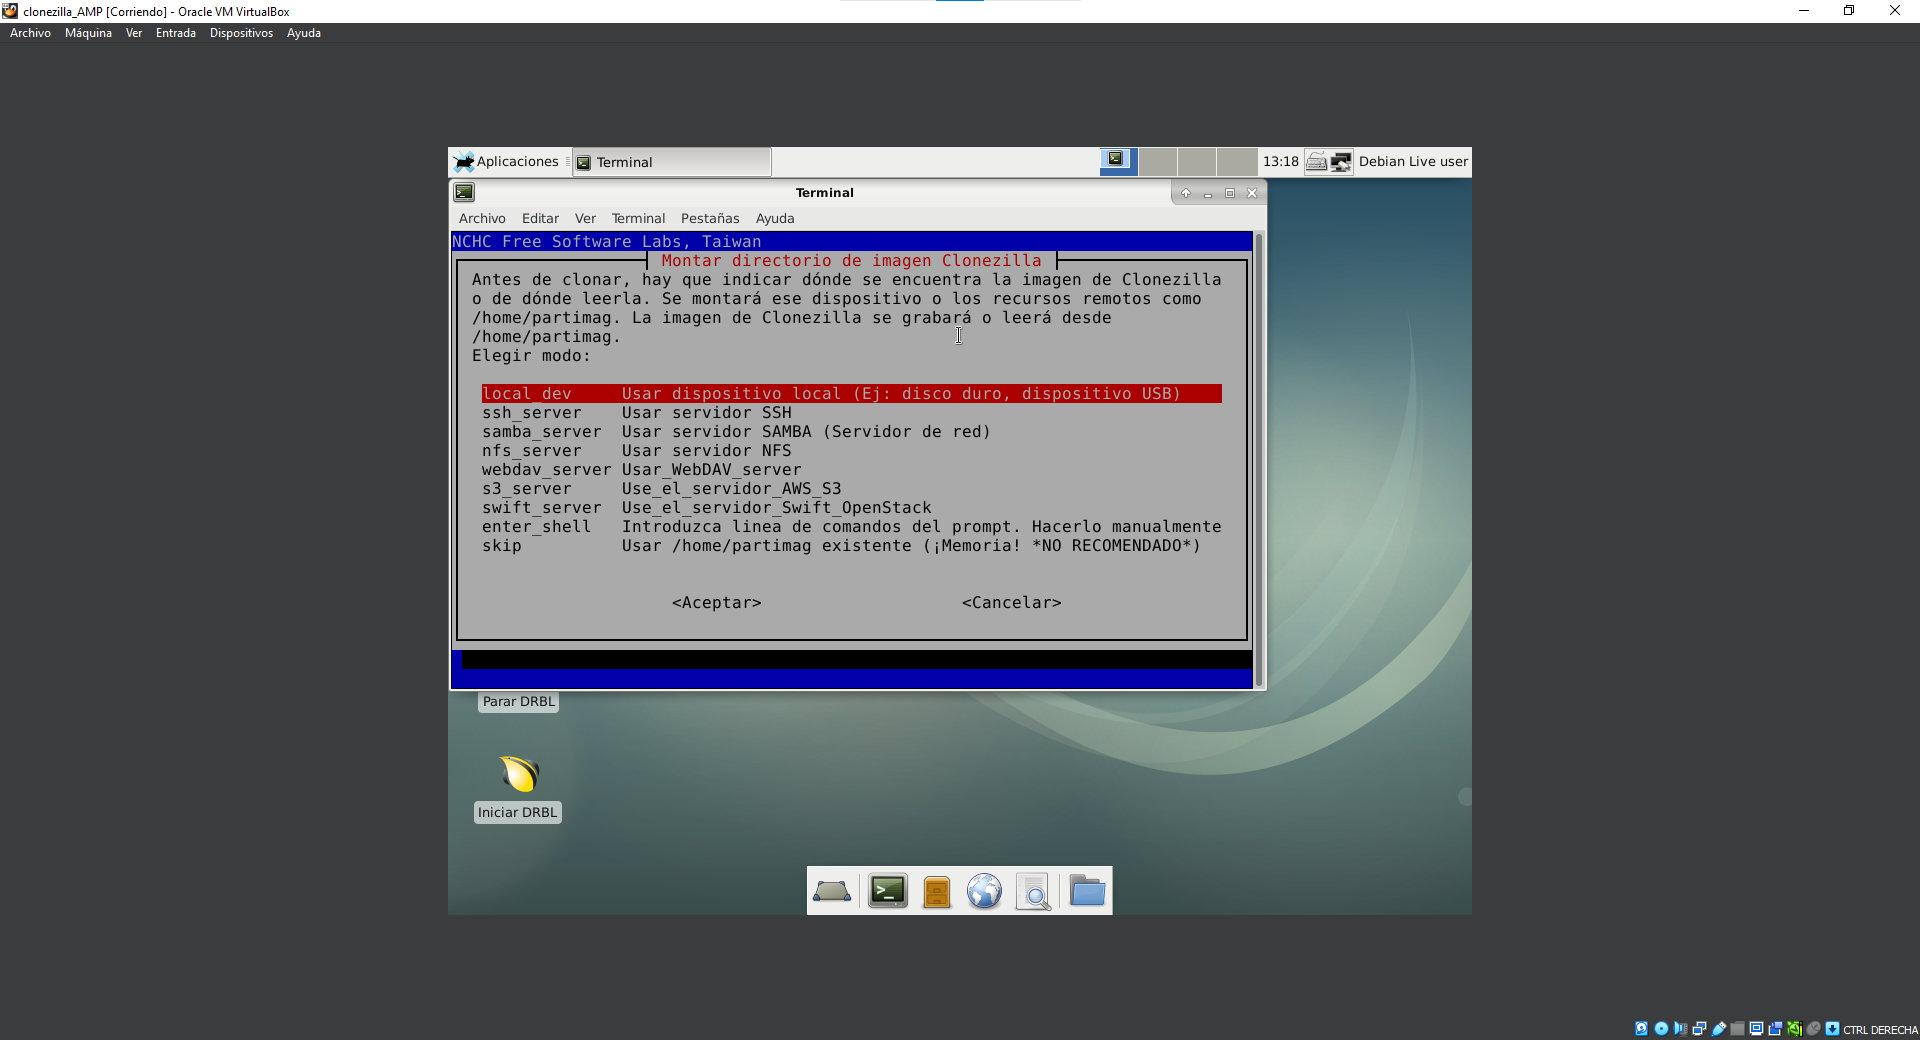 clonezilla_AMP [Corriendo] - Oracle VM VirtualBox
Archivo Máquina Ver Entrada Dispositivos Ayuda
Aplicaciones Terminal 13:18 Debian Live user
Terminal
Archivo Editar Ver Terminal Pestañas Ayuda
NCHC Free Software Labs, Taiwan
Montar directorio de imagen Clonezilla
Antes de clonar, hay que indicar dónde se encuentra la imagen de Clonezilla
o de dónde leerla. Se montará ese dispositivo o los recursos remotos como
/home/partimag. La imagen de Clonezilla se grabará o leerá desde
/home/partimag.
Elegir modo:
local_dev Usar dispositivo local (Ej: disco duro, dispositivo USB)
ssh_server Usar servidor SSH
samba_server Usar servidor SAMBA (Servidor de red)
nfs_server Usar servidor NFS
webdav_server Usar_WebDAV_server
s3_server Use_el_servidor_AWS_S3
swift_server Use_el_servidor_Swift_OpenStack
enter_shell Introduzca linea de comandos del prompt. Hacerlo manualmente
skip Usar /home/partimag existente (¡Memoria! *NO RECOMENDADO*)
<Aceptar> <Cancelar>
Parar DRBL
Iniciar DRBL
CTRL DERECHA